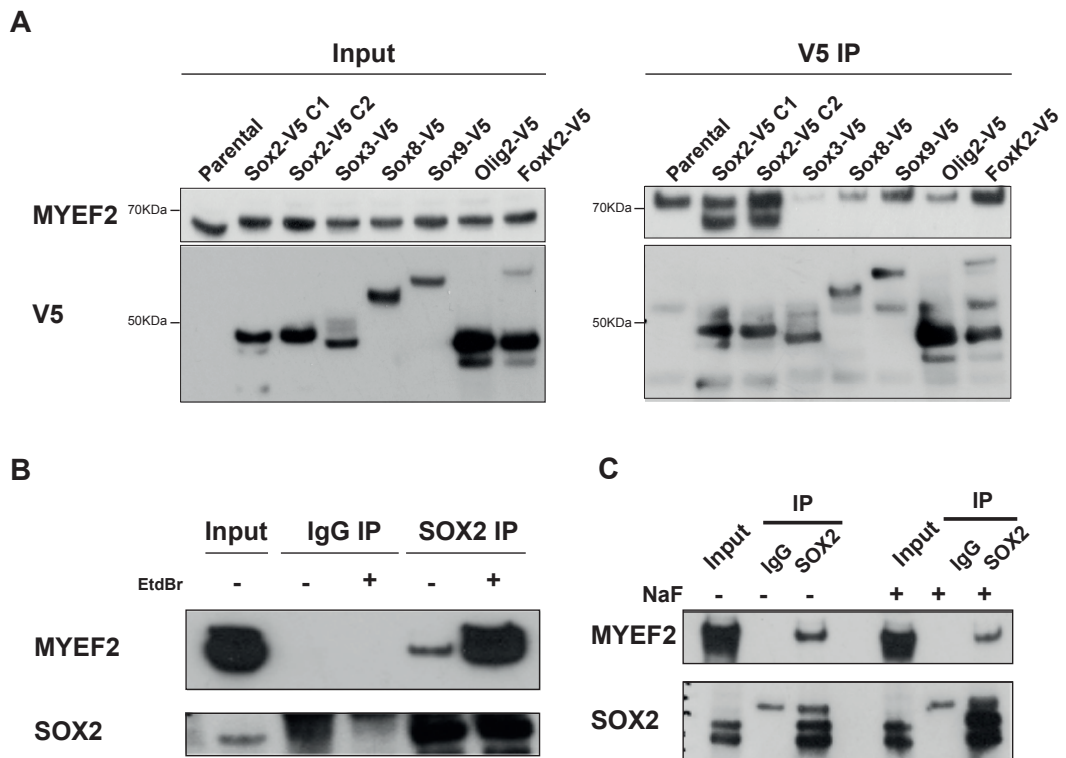 A
Input
V5 IP
Parental
Sox2-V5 C1
Sox2-V5 C2
Sox3-V5
Sox8-V5
Sox9-V5
Olig2-V5
FoxK2-V5
Parental
Sox2-V5 C1
Sox2-V5 C2
Sox3-V5
Sox8-V5
Sox9-V5
Olig2-V5
FoxK2-V5
MYEF2
70KDa
70KDa
V5
50KDa
50KDa
B
Input
IgG IP
SOX2 IP
EtdBr - - + - +
MYEF2
SOX2
C
IP
IP
Input
IgG
SOX2
Input
IgG
SOX2
NaF - - - + + +
MYEF2
SOX2